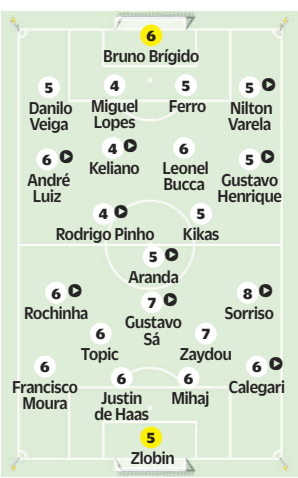 6
Bruno Brígido
5 4 5 5
Danilo Veiga
Miguel Lopes
Ferro
Nilton Varela
6 4 6 5
André Luiz
Keliano
Leonel Bucca
Gustavo Henrique
4 5
Rodrigo Pinho
Kikas
5
Aranda
6 7 8
Rochinha
Gustavo Sá
Sorriso
6 7
Topic
Zaydou
6 6 6 6
Francisco Moura
Justin de Haas
Mihaj
Calegari
5
Zlobin